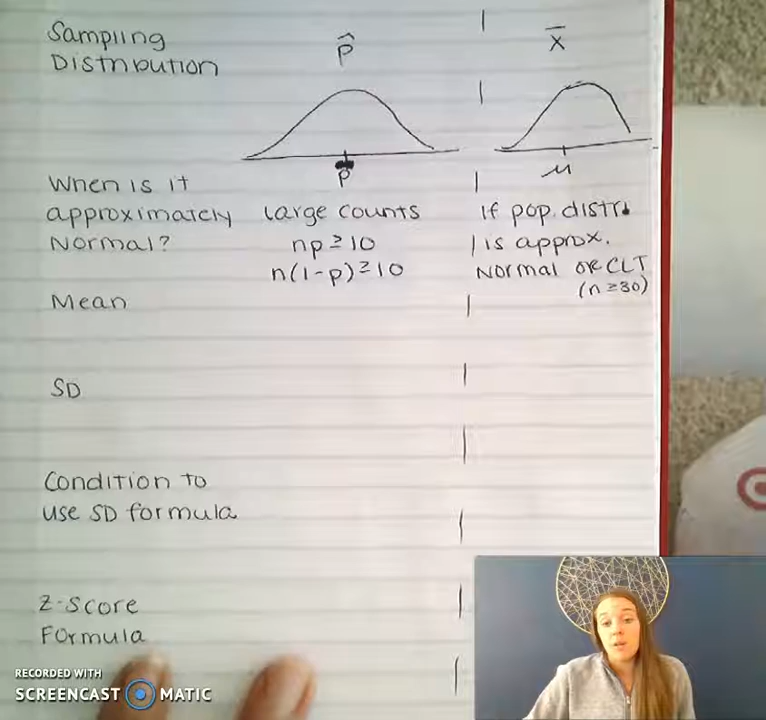 Sampling p̂ x̄
Distribution
p μ
When is it
approximately large counts if pop. distr.
Normal? np ≥ 10 is approx.
n(1-p) ≥ 10 Normal OR CLT
(n ≥ 30)
Mean
SD
Condition to
use SD formula
Z-score
Formula
RECORDED WITH
SCREENCAST MATIC